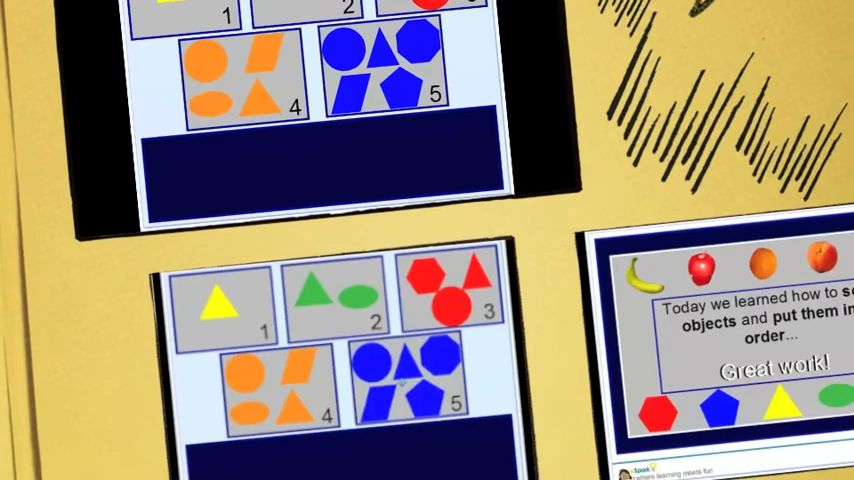 1
2
4
5
1
2
3
4
5
Today we learned how to
objects and put them in
order...
Great work!
Spark
where learning meets fun